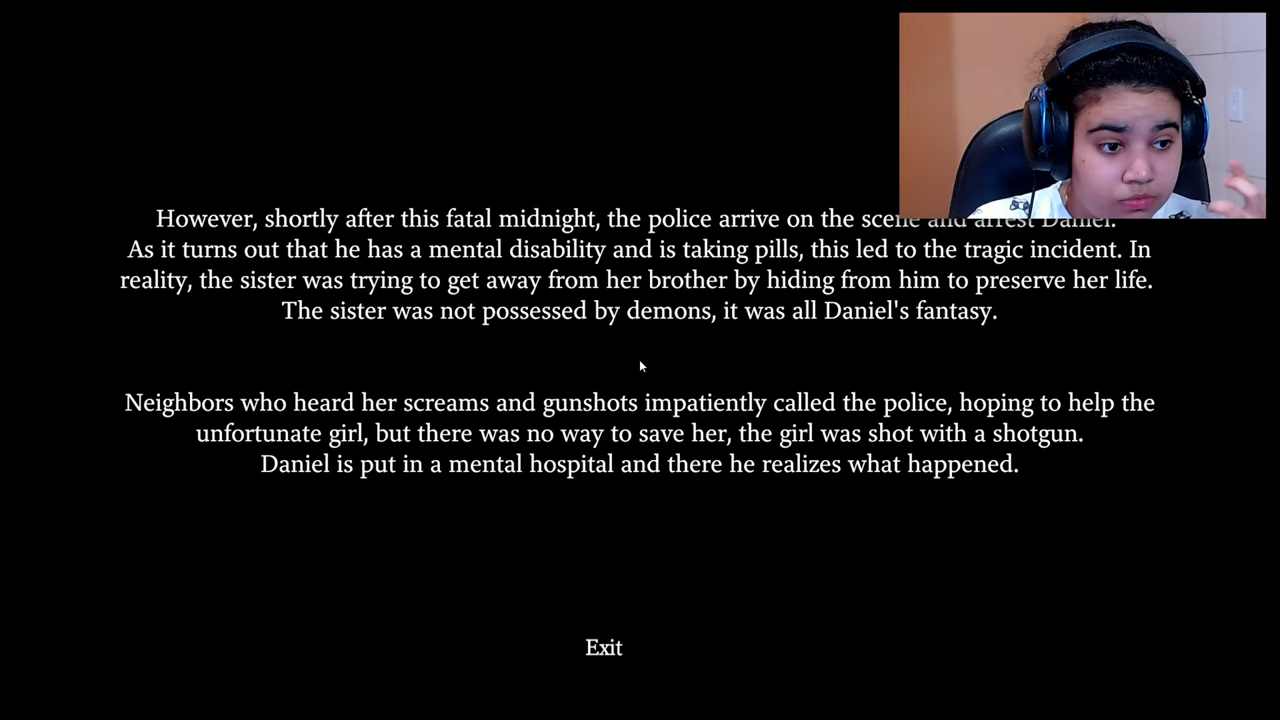 However, shortly after this fatal midnight, the police arrive on the scene and arrest Daniel.
As it turns out that he has a mental disability and is taking pills, this led to the tragic incident. In
reality, the sister was trying to get away from her brother by hiding from him to preserve her life.
The sister was not possessed by demons, it was all Daniel's fantasy.
Neighbors who heard her screams and gunshots impatiently called the police, hoping to help the
unfortunate girl, but there was no way to save her, the girl was shot with a shotgun.
Daniel is put in a mental hospital and there he realizes what happened.
Exit